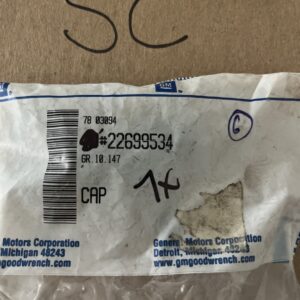 SC
GM
78 03094
#22699534
GR.10.147
6
CAP
1x
Motors Corporation
Michigan 48243
www.gmgoodwrench.com
General Motors Corporation
Detroit, Michigan 48243
www.gmgoodwrench.com